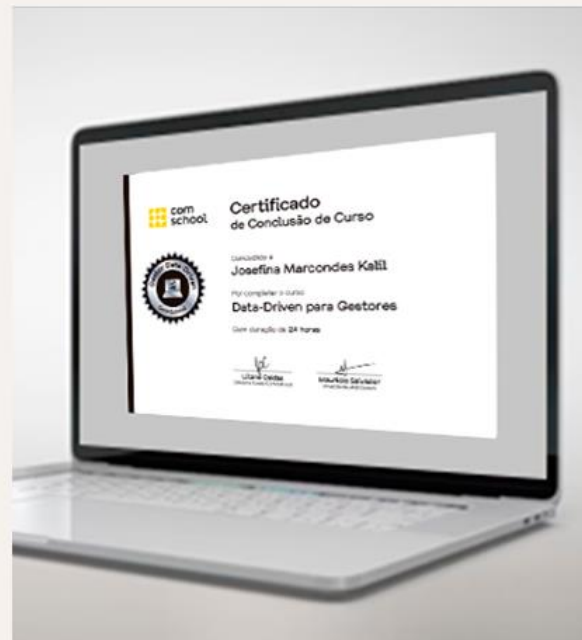 com
school
Certificado
de Conclusão de Curso
Concedido a
Josefina Marcondes Kalil
Por completar o curso
Data-Driven para Gestores
Com duração de 24 horas
Mauricio Salvador